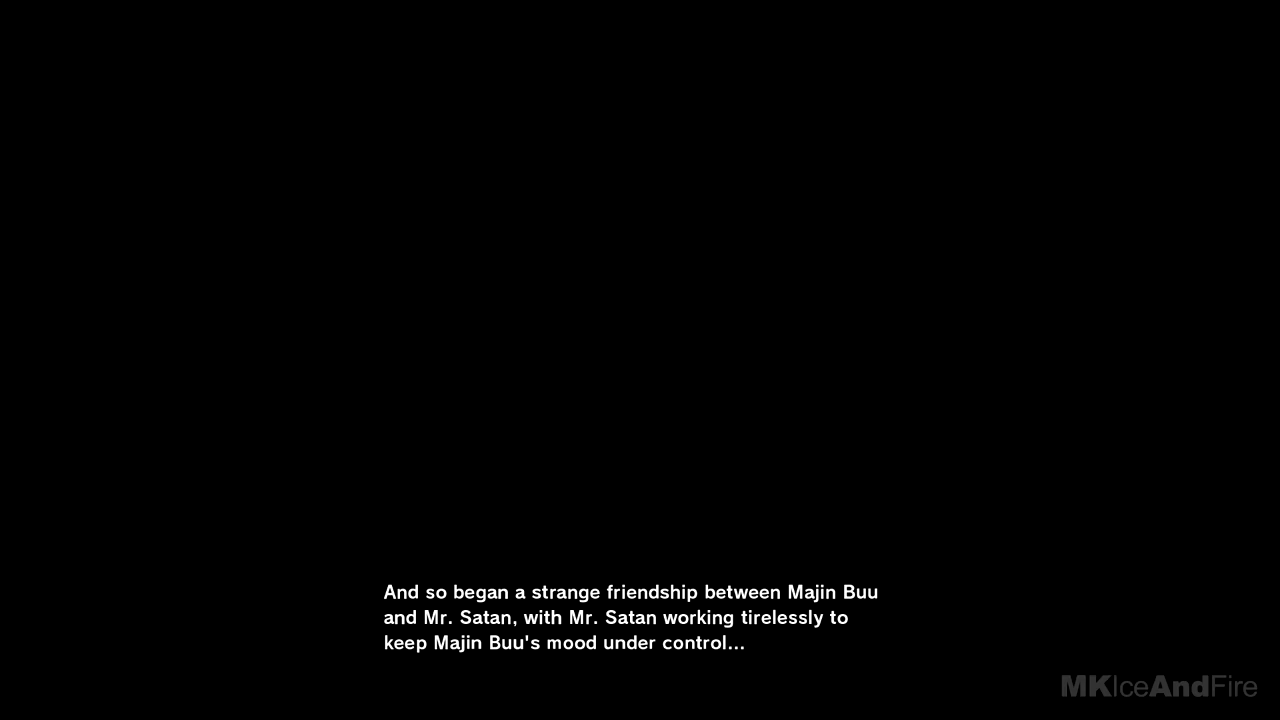 And so began a strange friendship between Majin Buu
and Mr. Satan, with Mr. Satan working tirelessly to
keep Majin Buu's mood under control...
MKIceAndFire